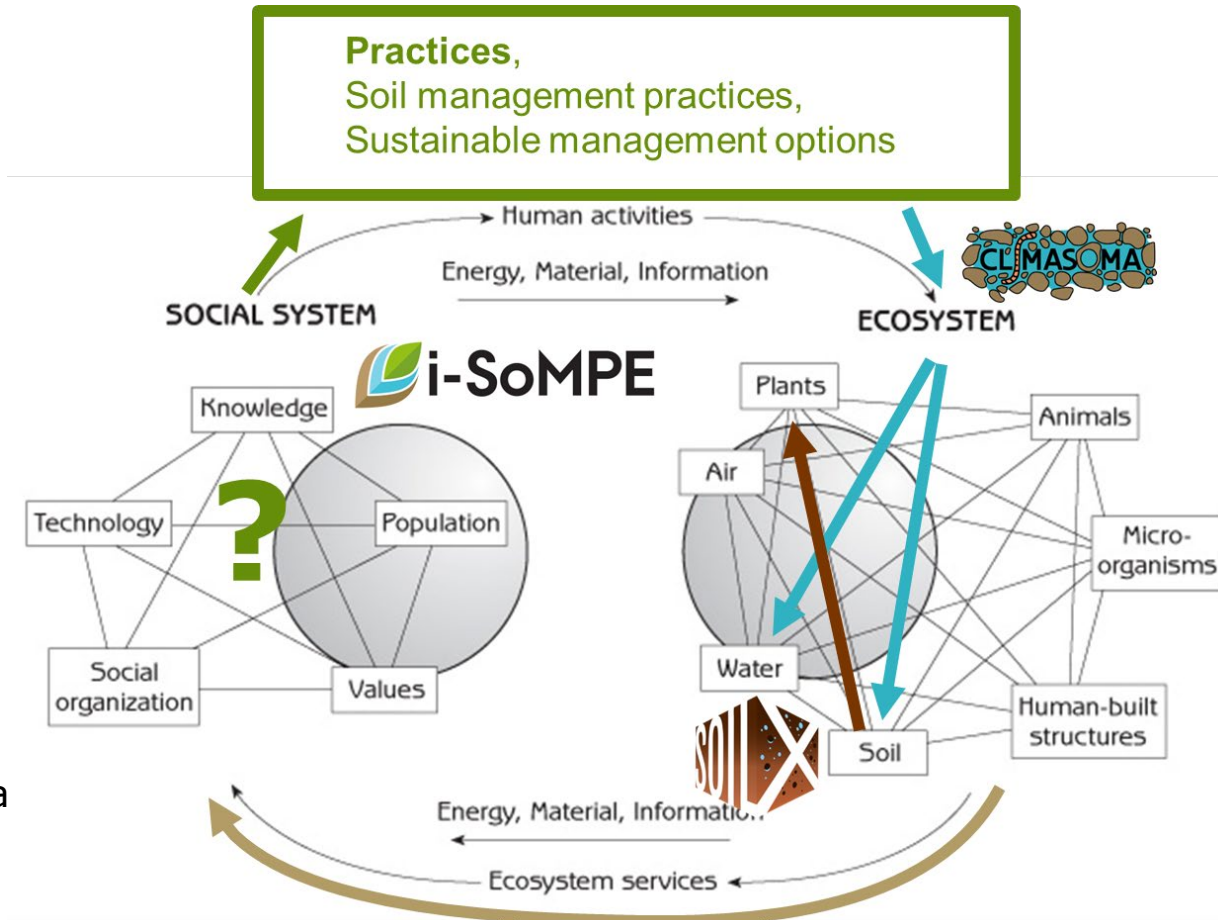 Practices,
Soil management practices,
Sustainable management options
Human activities
CLIMASOMA
Energy, Material, Information
SOCIAL SYSTEM
ECOSYSTEM
i-SoMPE
Plants
Knowledge
Animals
Air
?
Technology
Population
Micro-
organisms
Water
Social
organization
Values
Human-built
structures
SOILX
Soil
a
Energy, Material, Information
Ecosystem services